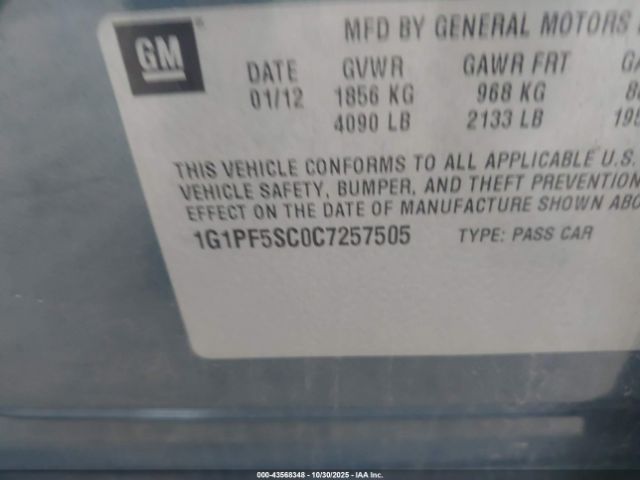 GM
MFD BY GENERAL MOTORS
DATE GVWR GAWR FRT
01/12 1856 KG 968 KG
4090 LB 2133 LB
THIS VEHICLE CONFORMS TO ALL APPLICABLE U.S.
VEHICLE SAFETY, BUMPER, AND THEFT PREVENTION
EFFECT ON THE DATE OF MANUFACTURE SHOWN
1G1PF5SC0C7257505 TYPE: PASS CAR
000-43568348 - 10/30/2025 - IAA Inc.